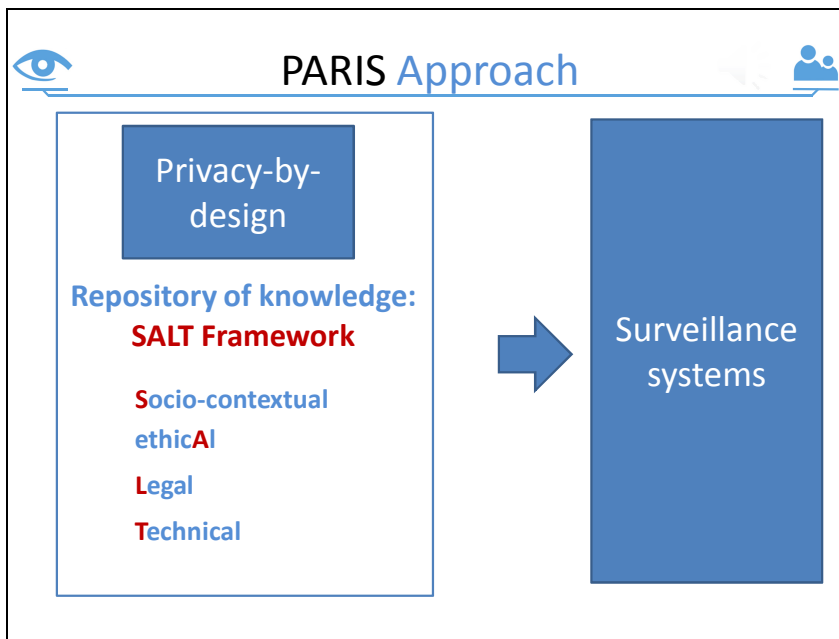 PARIS Approach
Privacy-by-
design
Repository of knowledge:
SALT Framework
Socio-contextual
ethicAl
Legal
Technical
Surveillance
systems